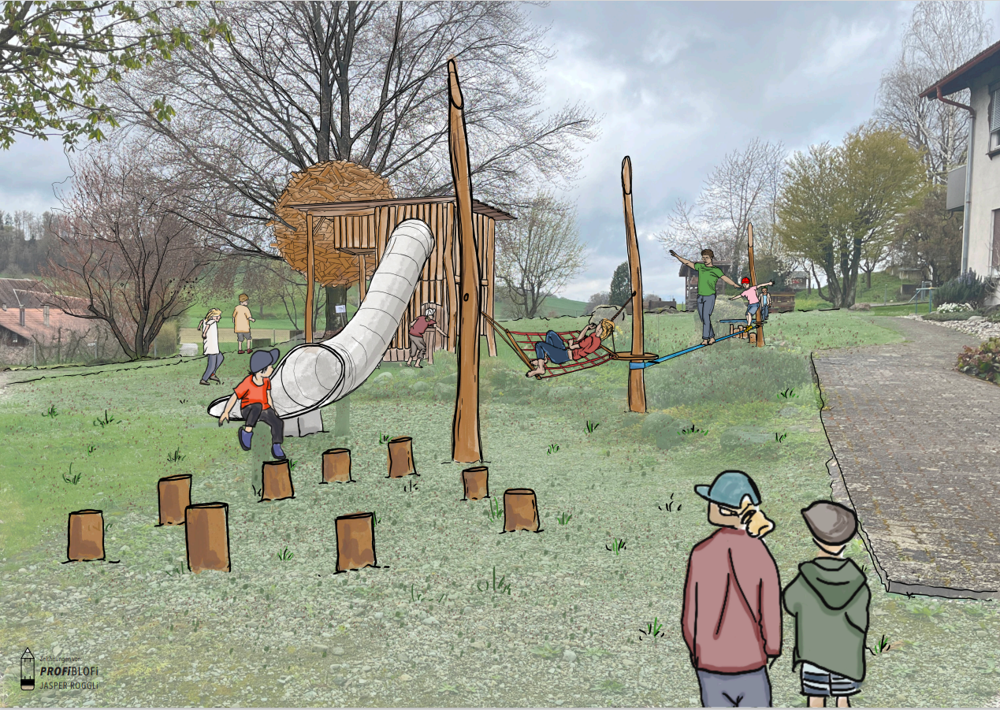 Zeichnungen von:
PROFiBLOFi
JASPER ROGGLi